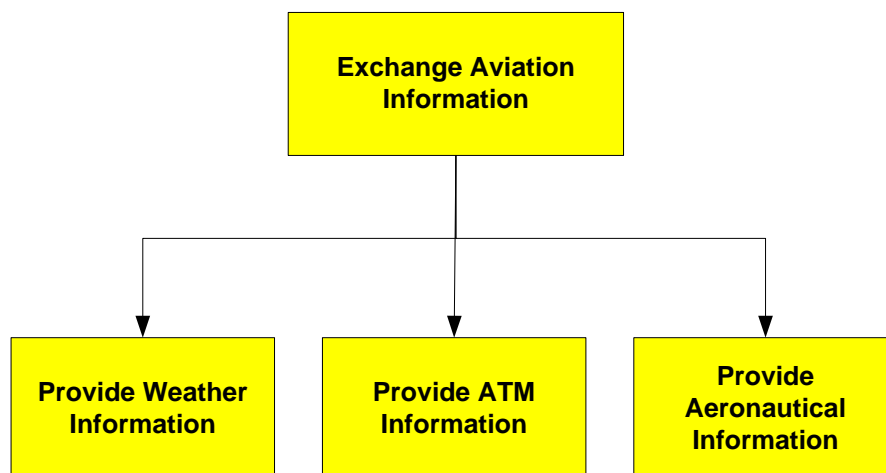 Exchange Aviation
Information
Provide Weather
Information
Provide ATM
Information
Provide
Aeronautical
Information